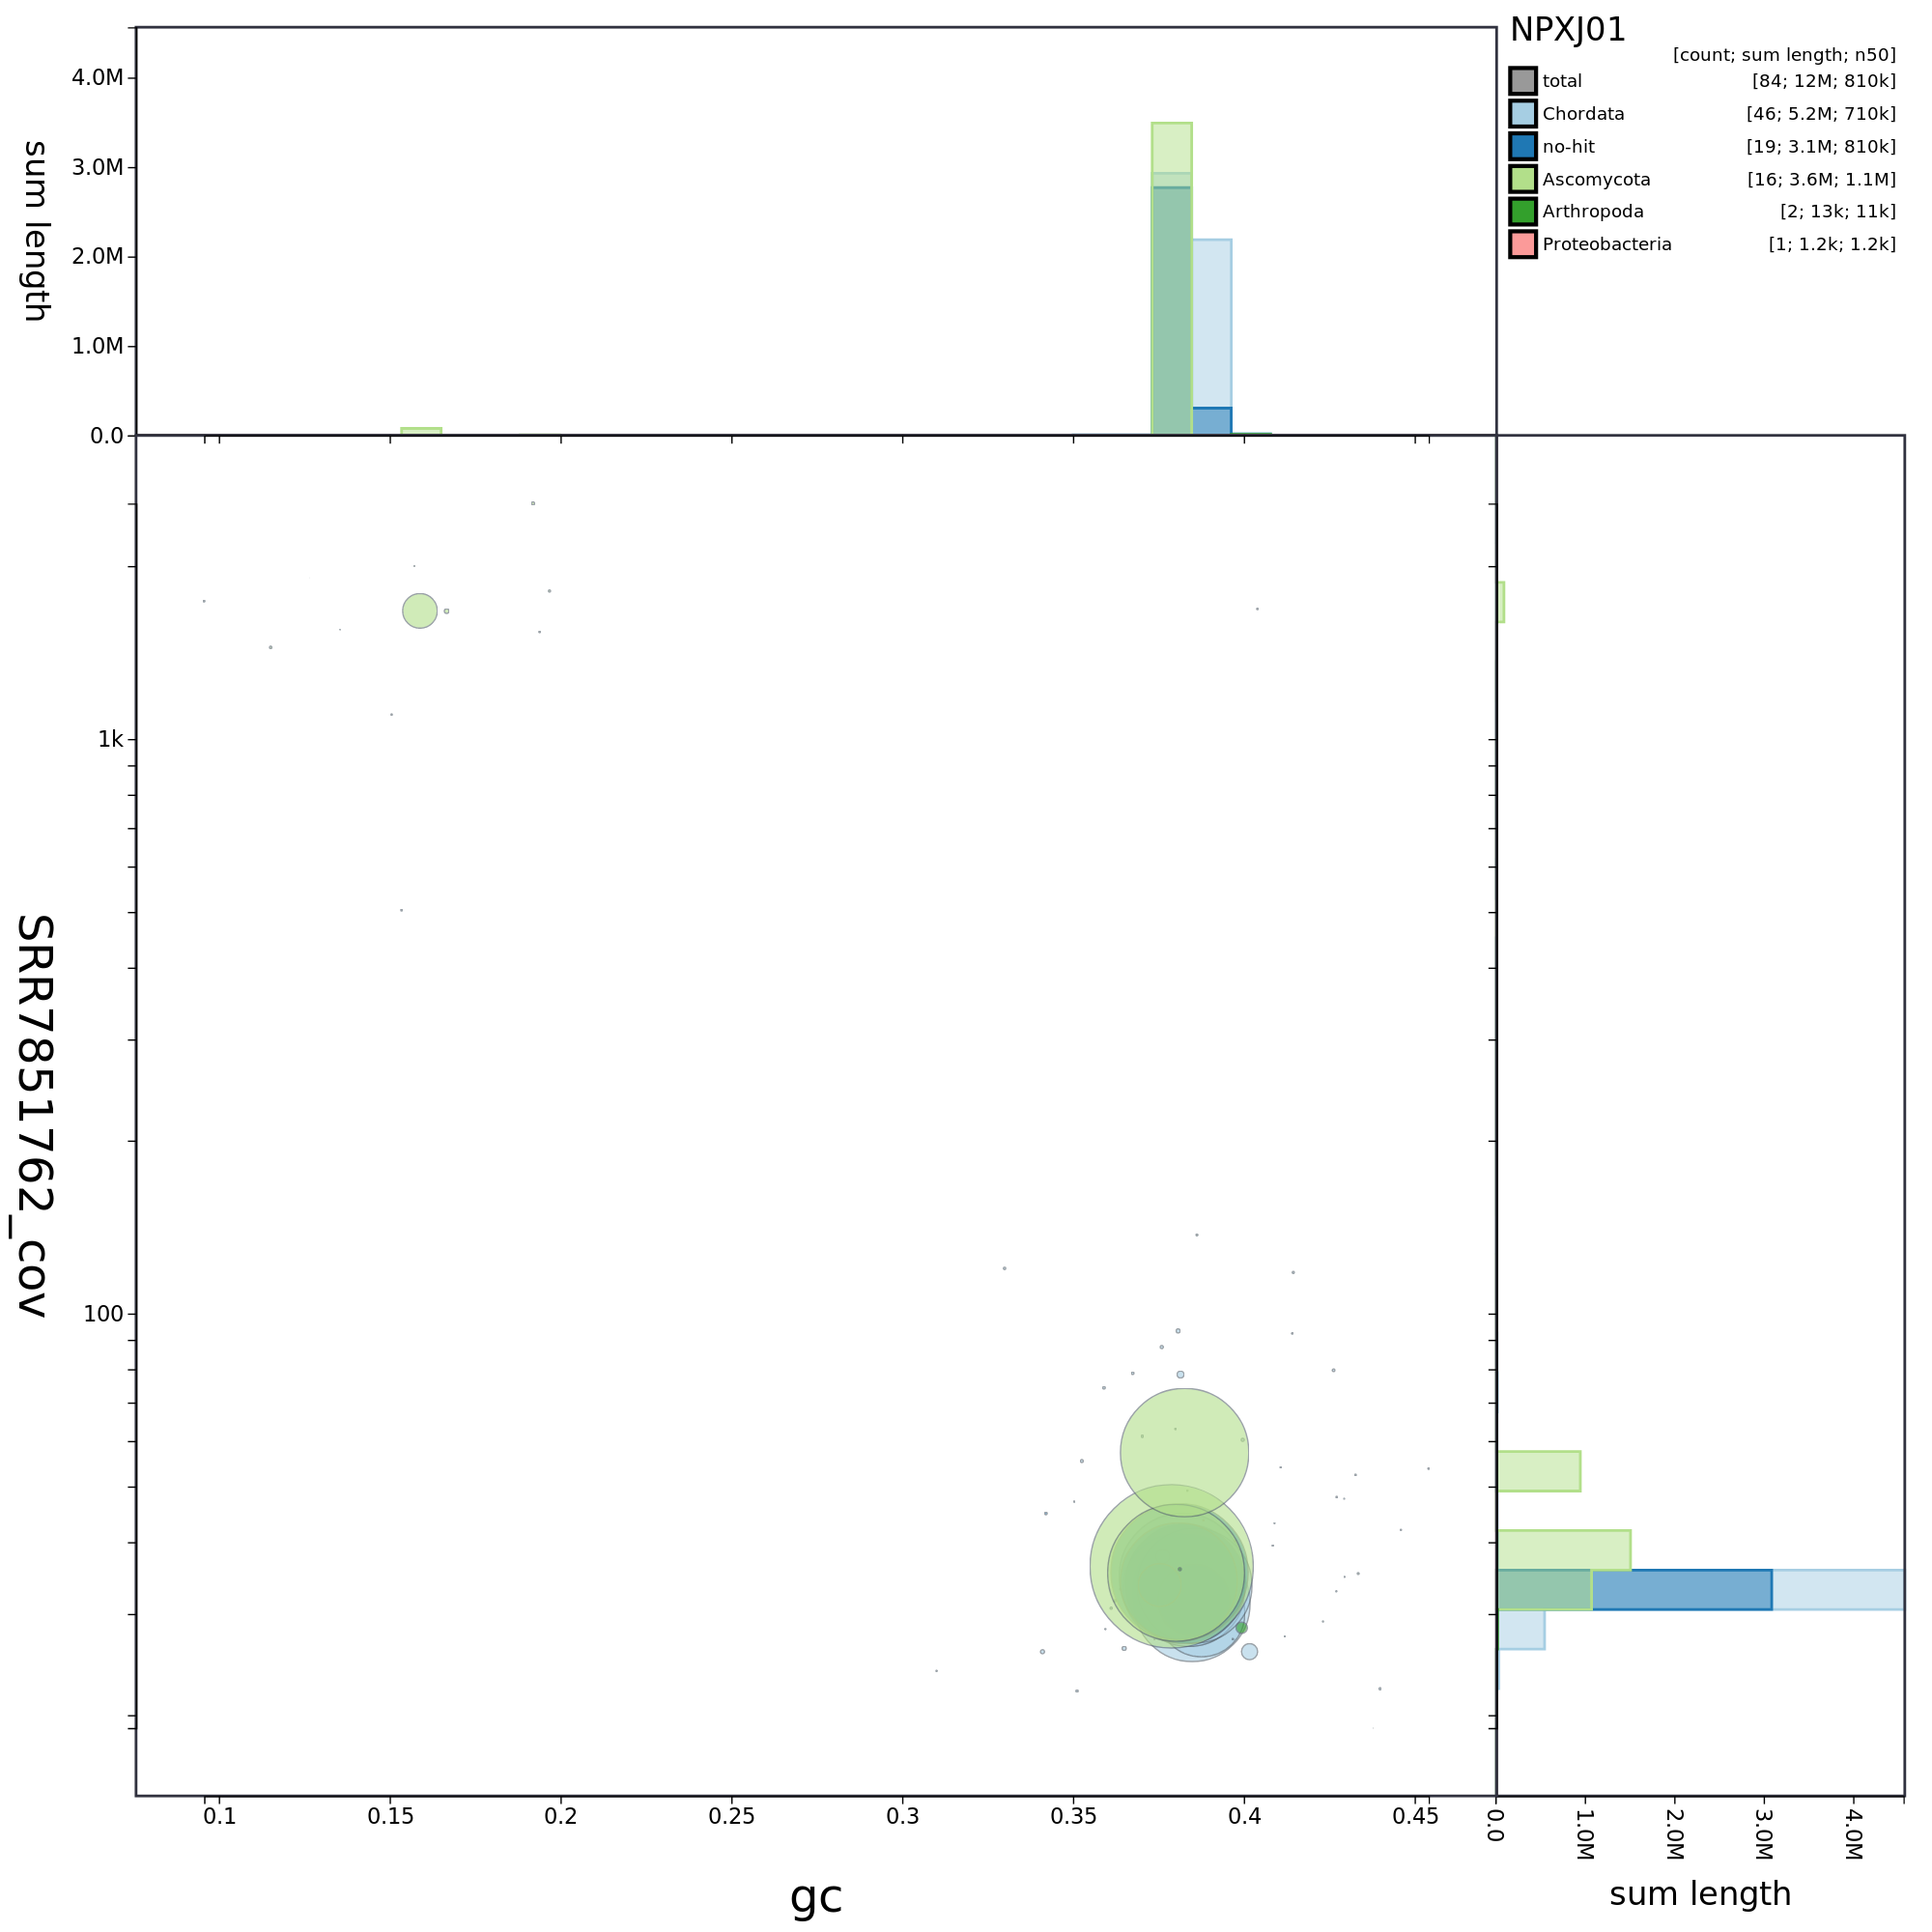 NPXJ01
[count; sum length; n50]
total [84; 12M; 810k]
Chordata [46; 5.2M; 710k]
no-hit [19; 3.1M; 810k]
Ascomycota [16; 3.6M; 1.1M]
Arthropoda [2; 13k; 11k]
Proteobacteria [1; 1.2k; 1.2k]
sum length
4.0M
3.0M
2.0M
1.0M
0.0
SRR7851762_cov
1k
100
0.1 0.15 0.2 0.25 0.3 0.35 0.4 0.45
gc
0.0 1.0M 2.0M 3.0M 4.0M
sum length